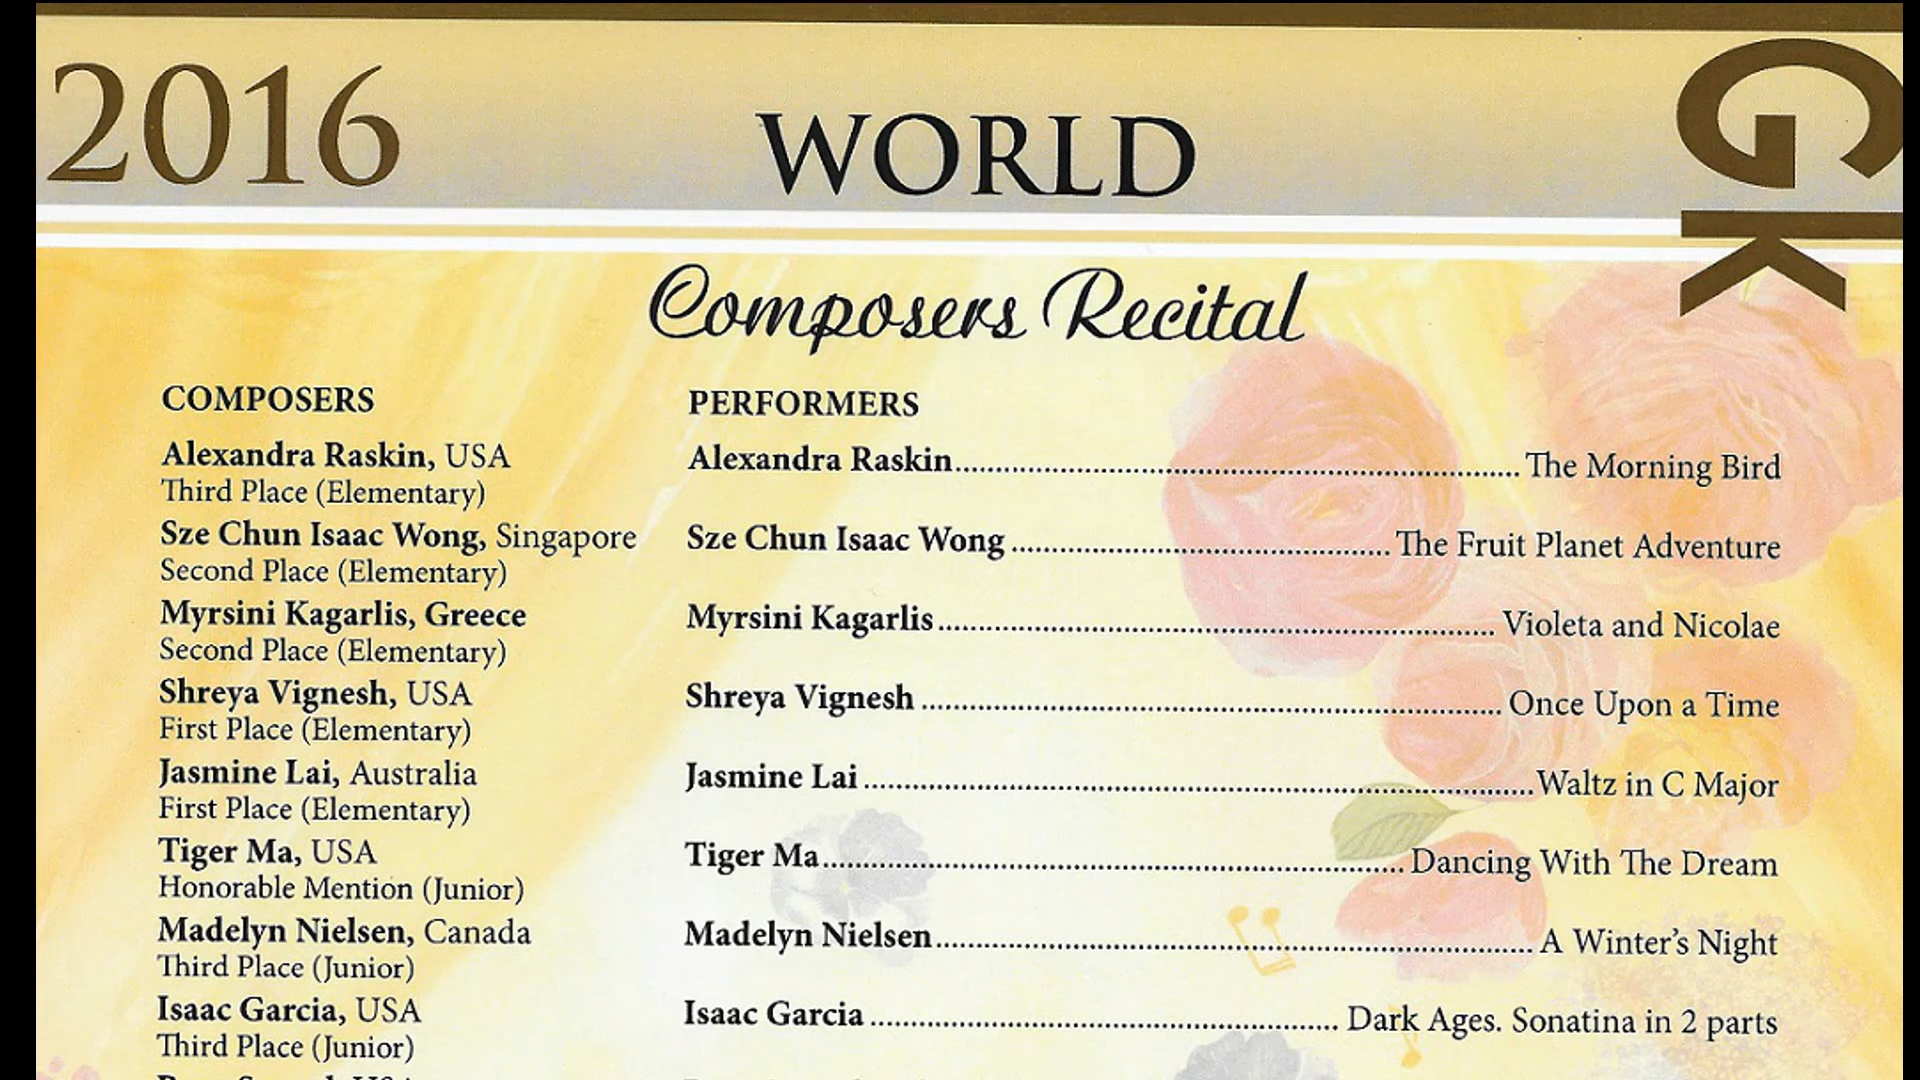 2016
WORLD
GK
Composers Recital
COMPOSERS PERFORMERS
Alexandra Raskin, USA Alexandra Raskin The Morning Bird
Third Place (Elementary)
Sze Chun Isaac Wong, Singapore Sze Chun Isaac Wong The Fruit Planet Adventure
Second Place (Elementary)
Myrsini Kagarlis, Greece Myrsini Kagarlis Violeta and Nicolae
Second Place (Elementary)
Shreya Vignesh, USA Shreya Vignesh Once Upon a Time
First Place (Elementary)
Jasmine Lai, Australia Jasmine Lai Waltz in C Major
First Place (Elementary)
Tiger Ma, USA Tiger Ma Dancing With The Dream
Honorable Mention (Junior)
Madelyn Nielsen, Canada Madelyn Nielsen A Winter's Night
Third Place (Junior)
Isaac Garcia, USA Isaac Garcia Dark Ages. Sonatina in 2 parts
Third Place (Junior)